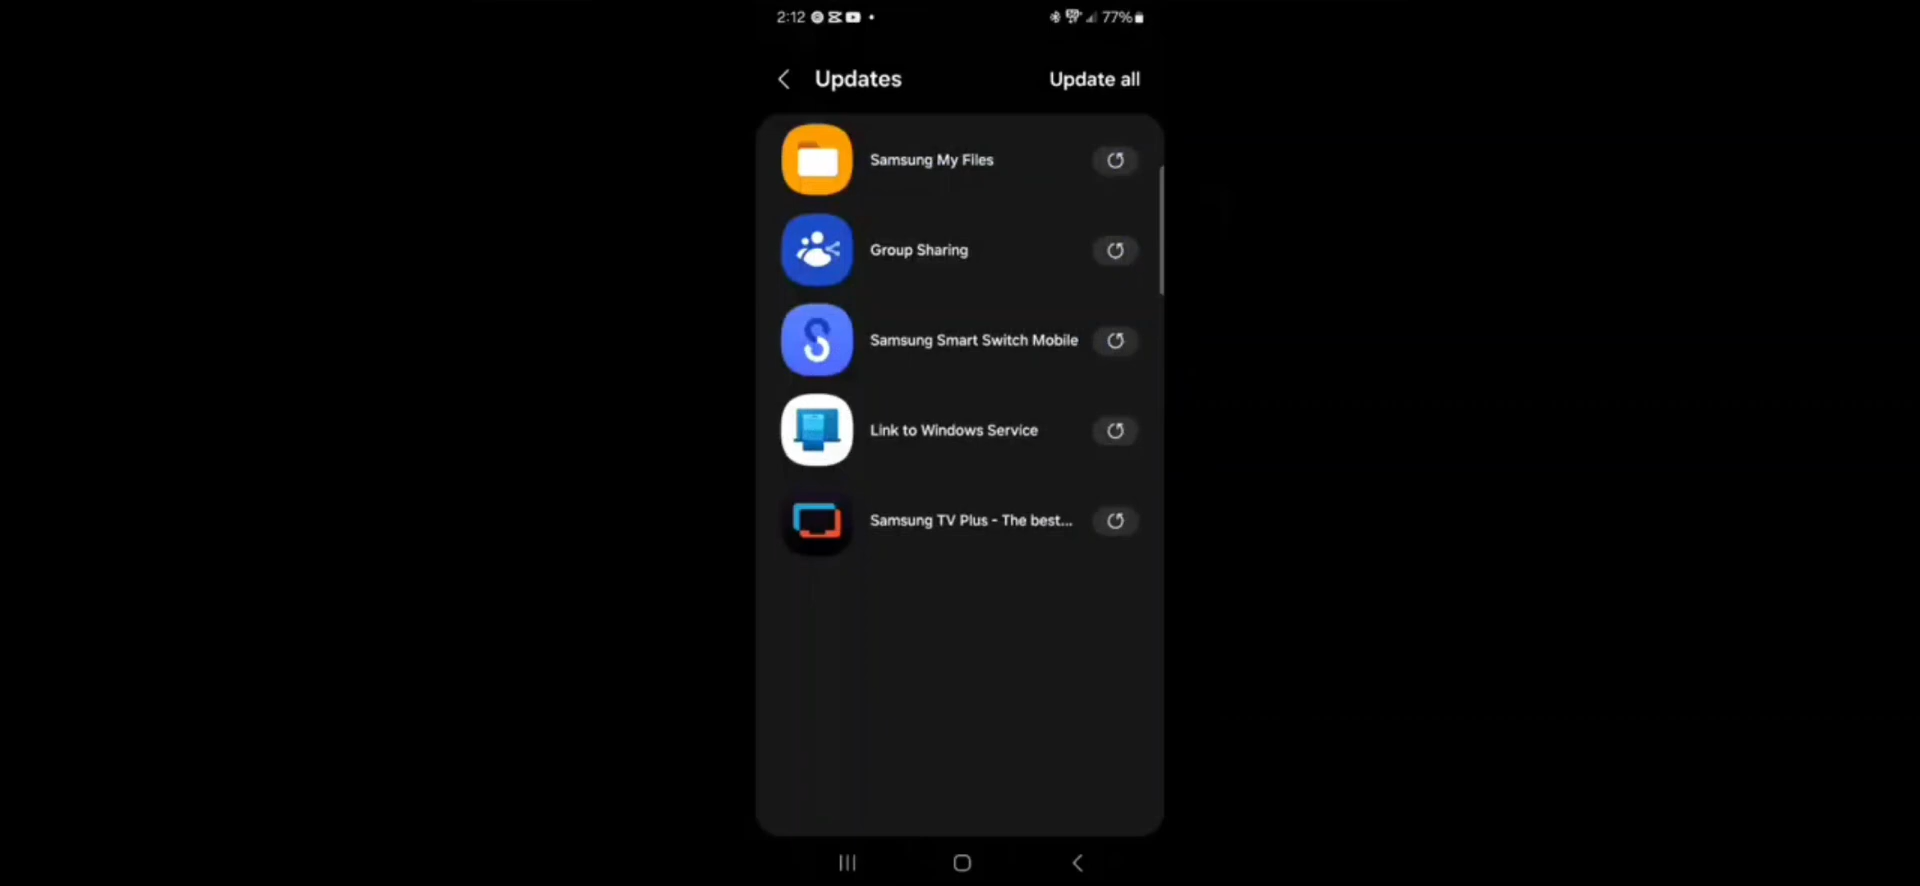 2:12 77%
Updates Update all
Samsung My Files
Group Sharing
Samsung Smart Switch Mobile
Link to Windows Service
Samsung TV Plus - The best...